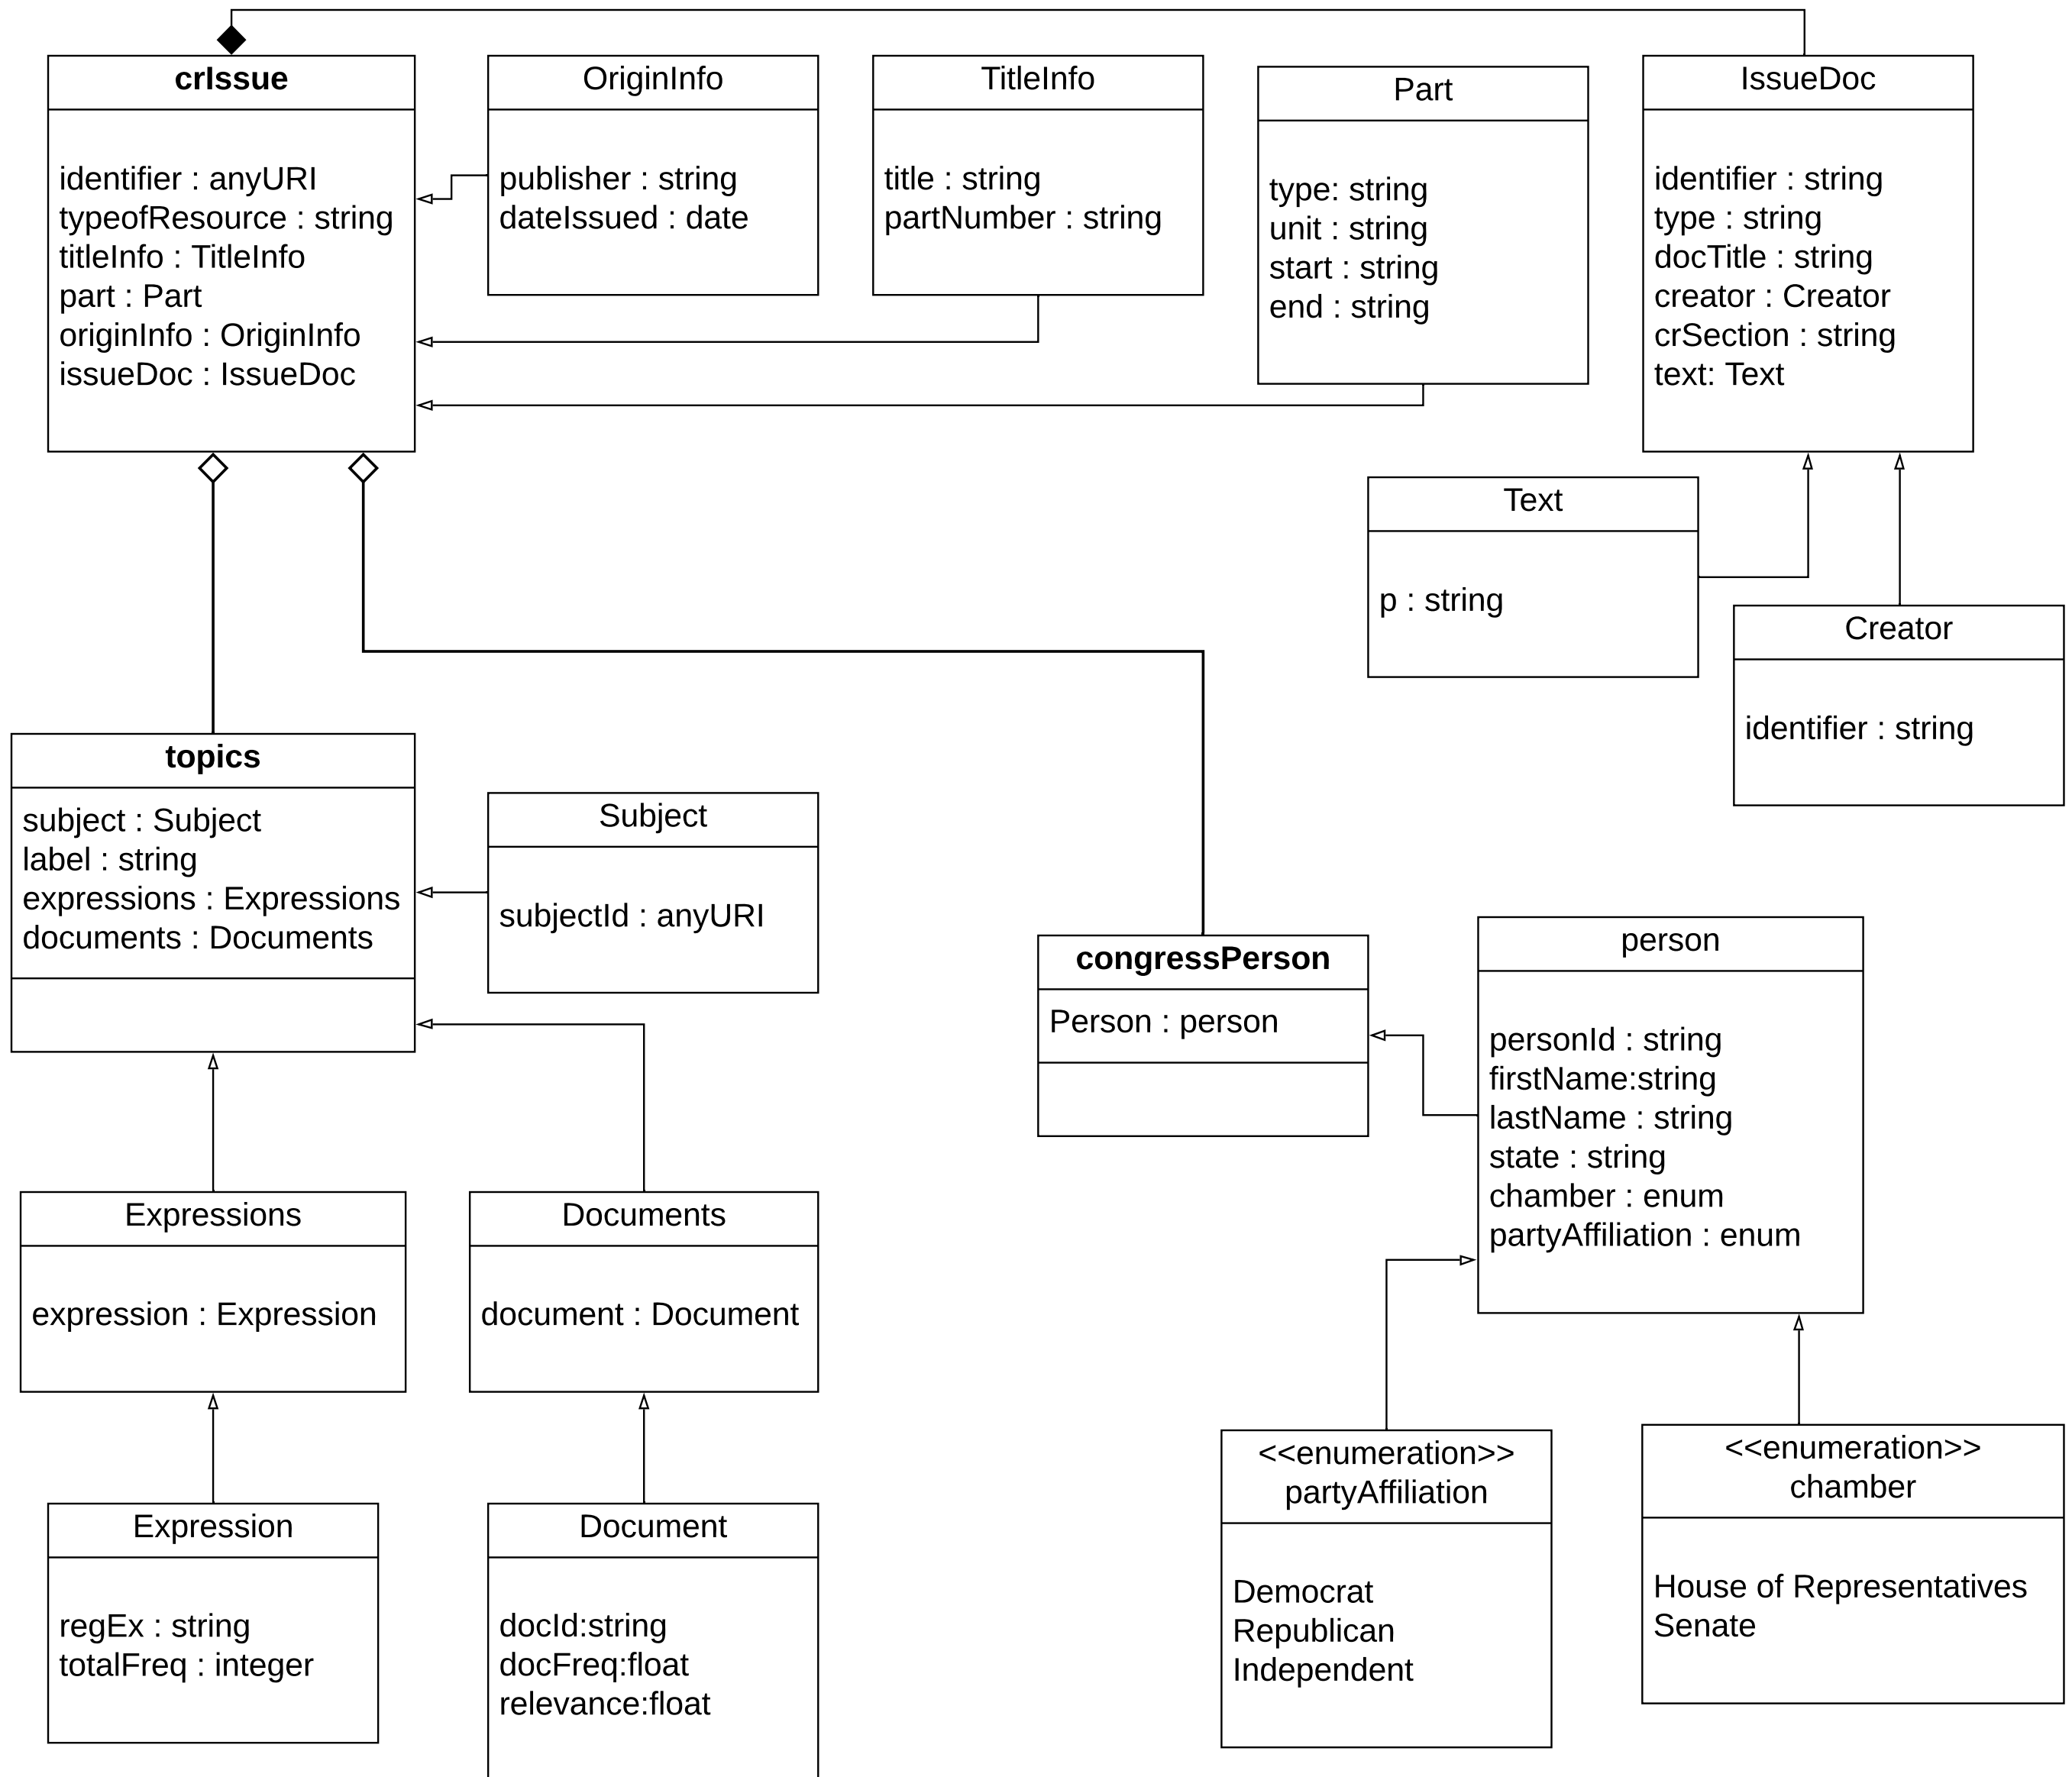 crIssue
identifier : anyURI
typeofResource : string
titleInfo : TitleInfo
part : Part
originInfo : OriginInfo
issueDoc : IssueDoc
OriginInfo
publisher : string
dateIssued : date
TitleInfo
title : string
partNumber : string
Part
type: string
unit : string
start : string
end : string
IssueDoc
identifier : string
type : string
docTitle : string
creator : Creator
crSection : string
text: Text
Text
p : string
Creator
identifier : string
topics
subject : Subject
label : string
expressions : Expressions
documents : Documents
Subject
subjectId : anyURI
congressPerson
Person : person
person
personId : string
firstName:string
lastName : string
state : string
chamber : enum
partyAffiliation : enum
Expressions
expression : Expression
Documents
document : Document
Expression
regEx : string
totalFreq : integer
Document
docId:string
docFreq:float
relevance:float
<<enumeration>>
partyAffiliation
Democrat
Republican
Independent
<<enumeration>>
chamber
House of Representatives
Senate